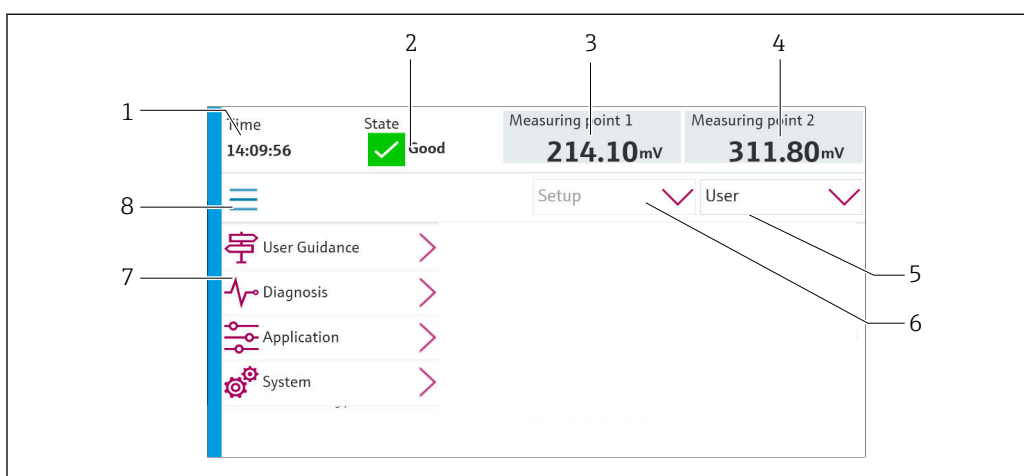 2 3 4
1
Time State Measuring point 1 Measuring point 2
14:09:56 Good 214.10mV 311.80mV
8 Setup User
User Guidance
7 Diagnosis 5
6
Application
System